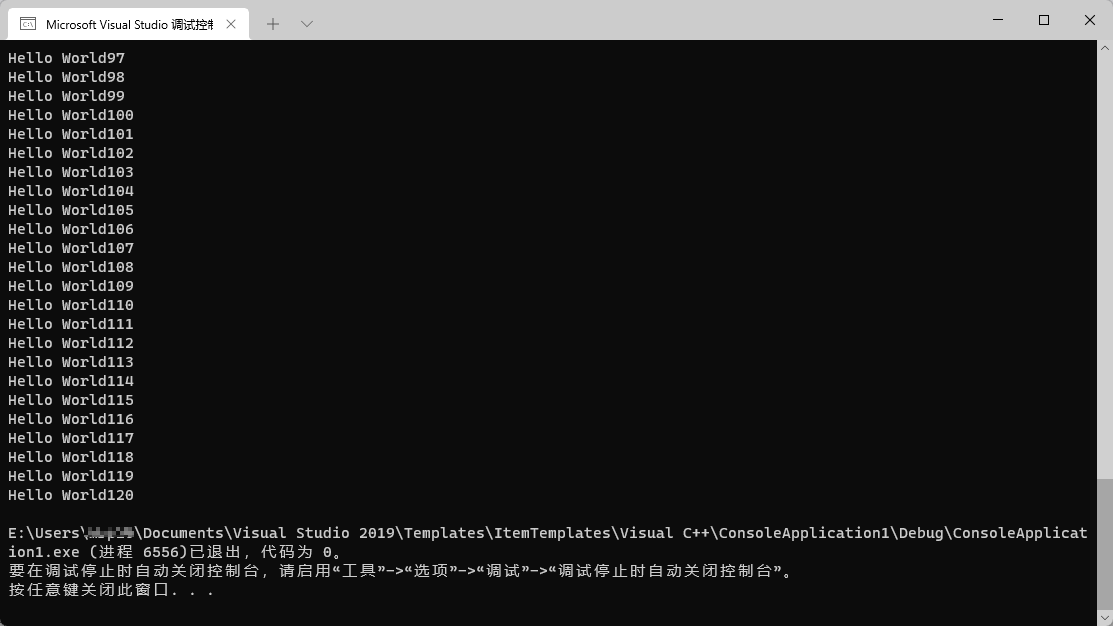 Microsoft Visual Studio 调试控制
Hello World97
Hello World98
Hello World99
Hello World100
Hello World101
Hello World102
Hello World103
Hello World104
Hello World105
Hello World106
Hello World107
Hello World108
Hello World109
Hello World110
Hello World111
Hello World112
Hello World113
Hello World114
Hello World115
Hello World116
Hello World117
Hello World118
Hello World119
Hello World120
E:\Users\\Documents\Visual Studio 2019\Templates\ItemTemplates\Visual C++\ConsoleApplication1\Debug\ConsoleApplicat
ion1.exe (进程 6556)已退出，代码为 0。
要在调试停止时自动关闭控制台，请启用“工具”->“选项”->“调试”->“调试停止时自动关闭控制台”。
按任意键关闭此窗口. . .